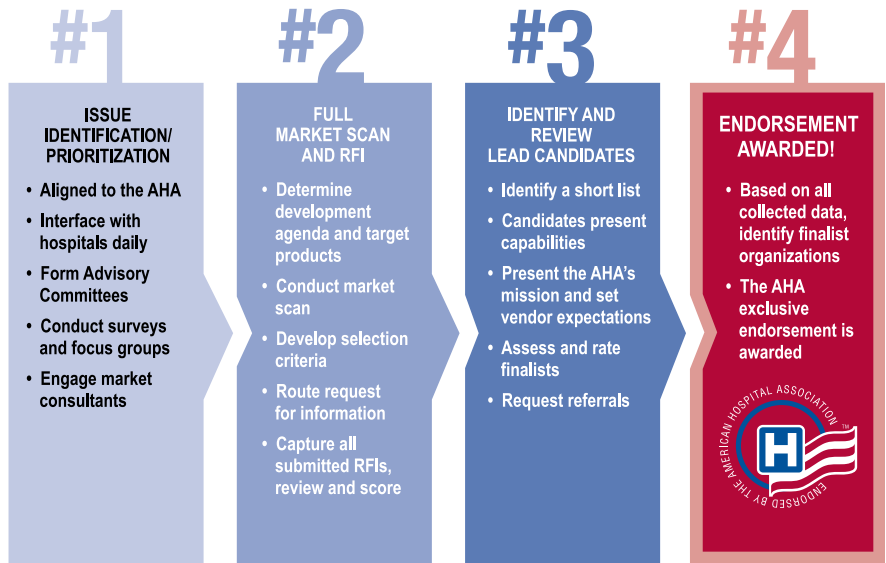 #1
ISSUE
IDENTIFICATION/
PRIORITIZATION
• Aligned to the AHA
• Interface with
hospitals daily
• Form Advisory
Committees
• Conduct surveys
and focus groups
• Engage market
consultants
#2
FULL
MARKET SCAN
AND RFI
• Determine
development
agenda and target
products
• Conduct market
scan
• Develop selection
criteria
• Route request
for information
• Capture all
submitted RFIs,
review and score
#3
IDENTIFY AND
REVIEW
LEAD CANDIDATES
• Identify a short list
• Candidates present
capabilities
• Present the AHA's
mission and set
vendor expectations
• Assess and rate
finalists
• Request referrals
#4
ENDORSEMENT
AWARDED!
• Based on all
collected data,
identify finalist
organizations
• The AHA
exclusive
endorsement is
awarded
ENDORSED BY THE AMERICAN HOSPITAL ASSOCIATION
H
™